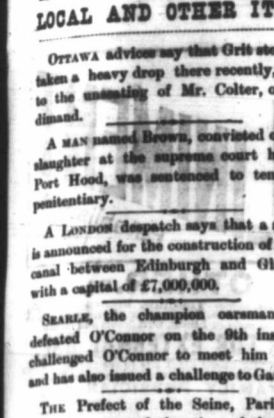 LOCAL AND OTHER IT
OTTAWA advices say that Grit sto
taken a heavy drop there recently,
to the unseating of Mr. Colter, o
dimand.
A MAN named Brown, convicted
slaughter at the supreme court h
Port Hood, was sentenced to ten
penitentiary.
A LONDON despatch says that a
is announced for the construction of
canal between Edinburgh and Gl
with a capital of £7,000,000.
SEARLE, the champion oarsman
defeated O'Connor on the 9th ins
challenged O'Connor to meet him
and has also issued a challenge to Ga
THE Prefect of the Seine, Pari